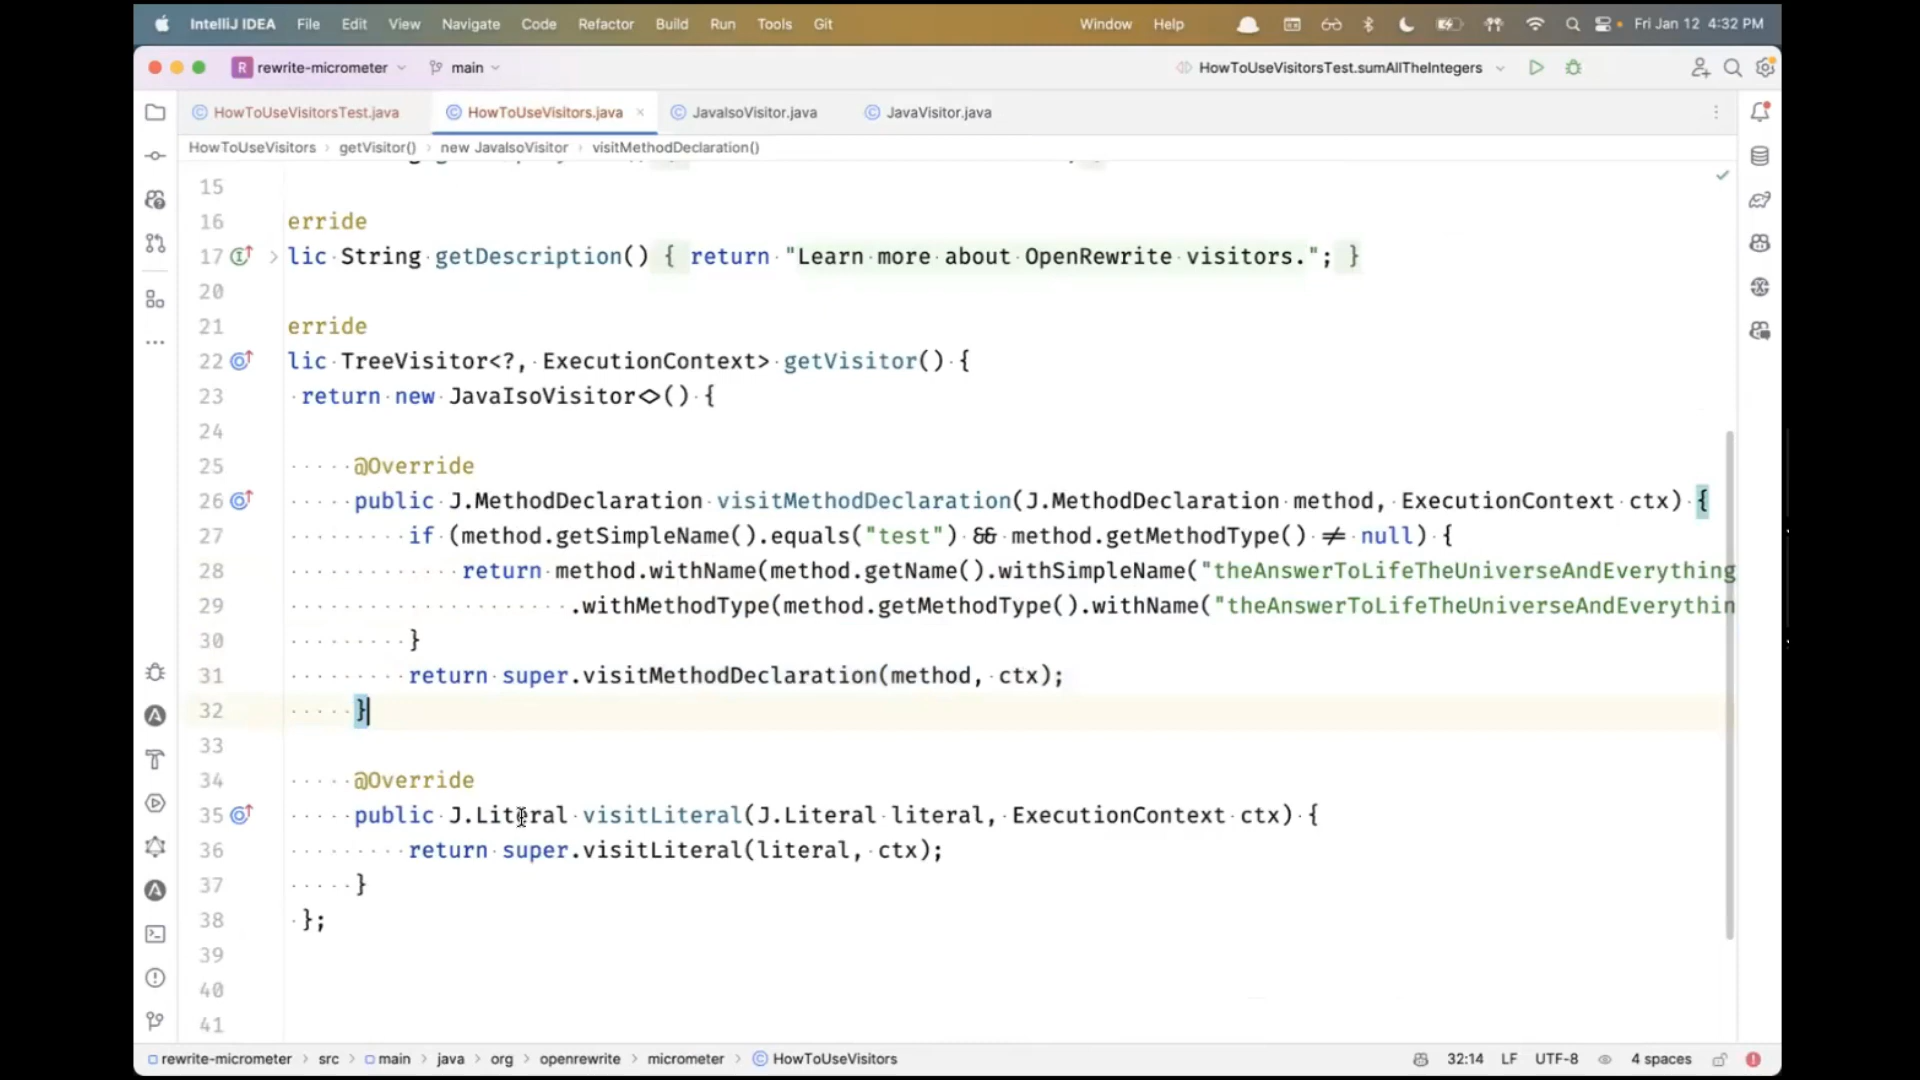 IntelliJ IDEA File Edit View Navigate Code Refactor Build Run Tools Git Window Help Fri Jan 12 4:32 PM
R rewrite-micrometer main HowToUseVisitorsTest.sumAllTheIntegers
HowToUseVisitorsTest.java HowToUseVisitors.java JavaIsoVisitor.java JavaVisitor.java
HowToUseVisitors getVisitor() new JavaIsoVisitor visitMethodDeclaration()
15
16 erride
17 lic String getDescription() { return "Learn more about OpenRewrite visitors."; }
20
21 erride
22 lic TreeVisitor<?, ExecutionContext> getVisitor() {
23 return new JavaIsoVisitor<>() {
24
25 @Override
26 public J.MethodDeclaration visitMethodDeclaration(J.MethodDeclaration method, ExecutionContext ctx) {
27 if (method.getSimpleName().equals("test") && method.getMethodType() != null) {
28 return method.withName(method.getName().withSimpleName("theAnswerToLifeTheUniverseAndEverything
29 .withMethodType(method.getMethodType().withName("theAnswerToLifeTheUniverseAndEverythin
30 }
31 return super.visitMethodDeclaration(method, ctx);
32 }
33
34 @Override
35 public J.Literal visitLiteral(J.Literal literal, ExecutionContext ctx) {
36 return super.visitLiteral(literal, ctx);
37 }
38 };
39
40
41
rewrite-micrometer src main java org openrewrite micrometer HowToUseVisitors 32:14 LF UTF-8 4 spaces